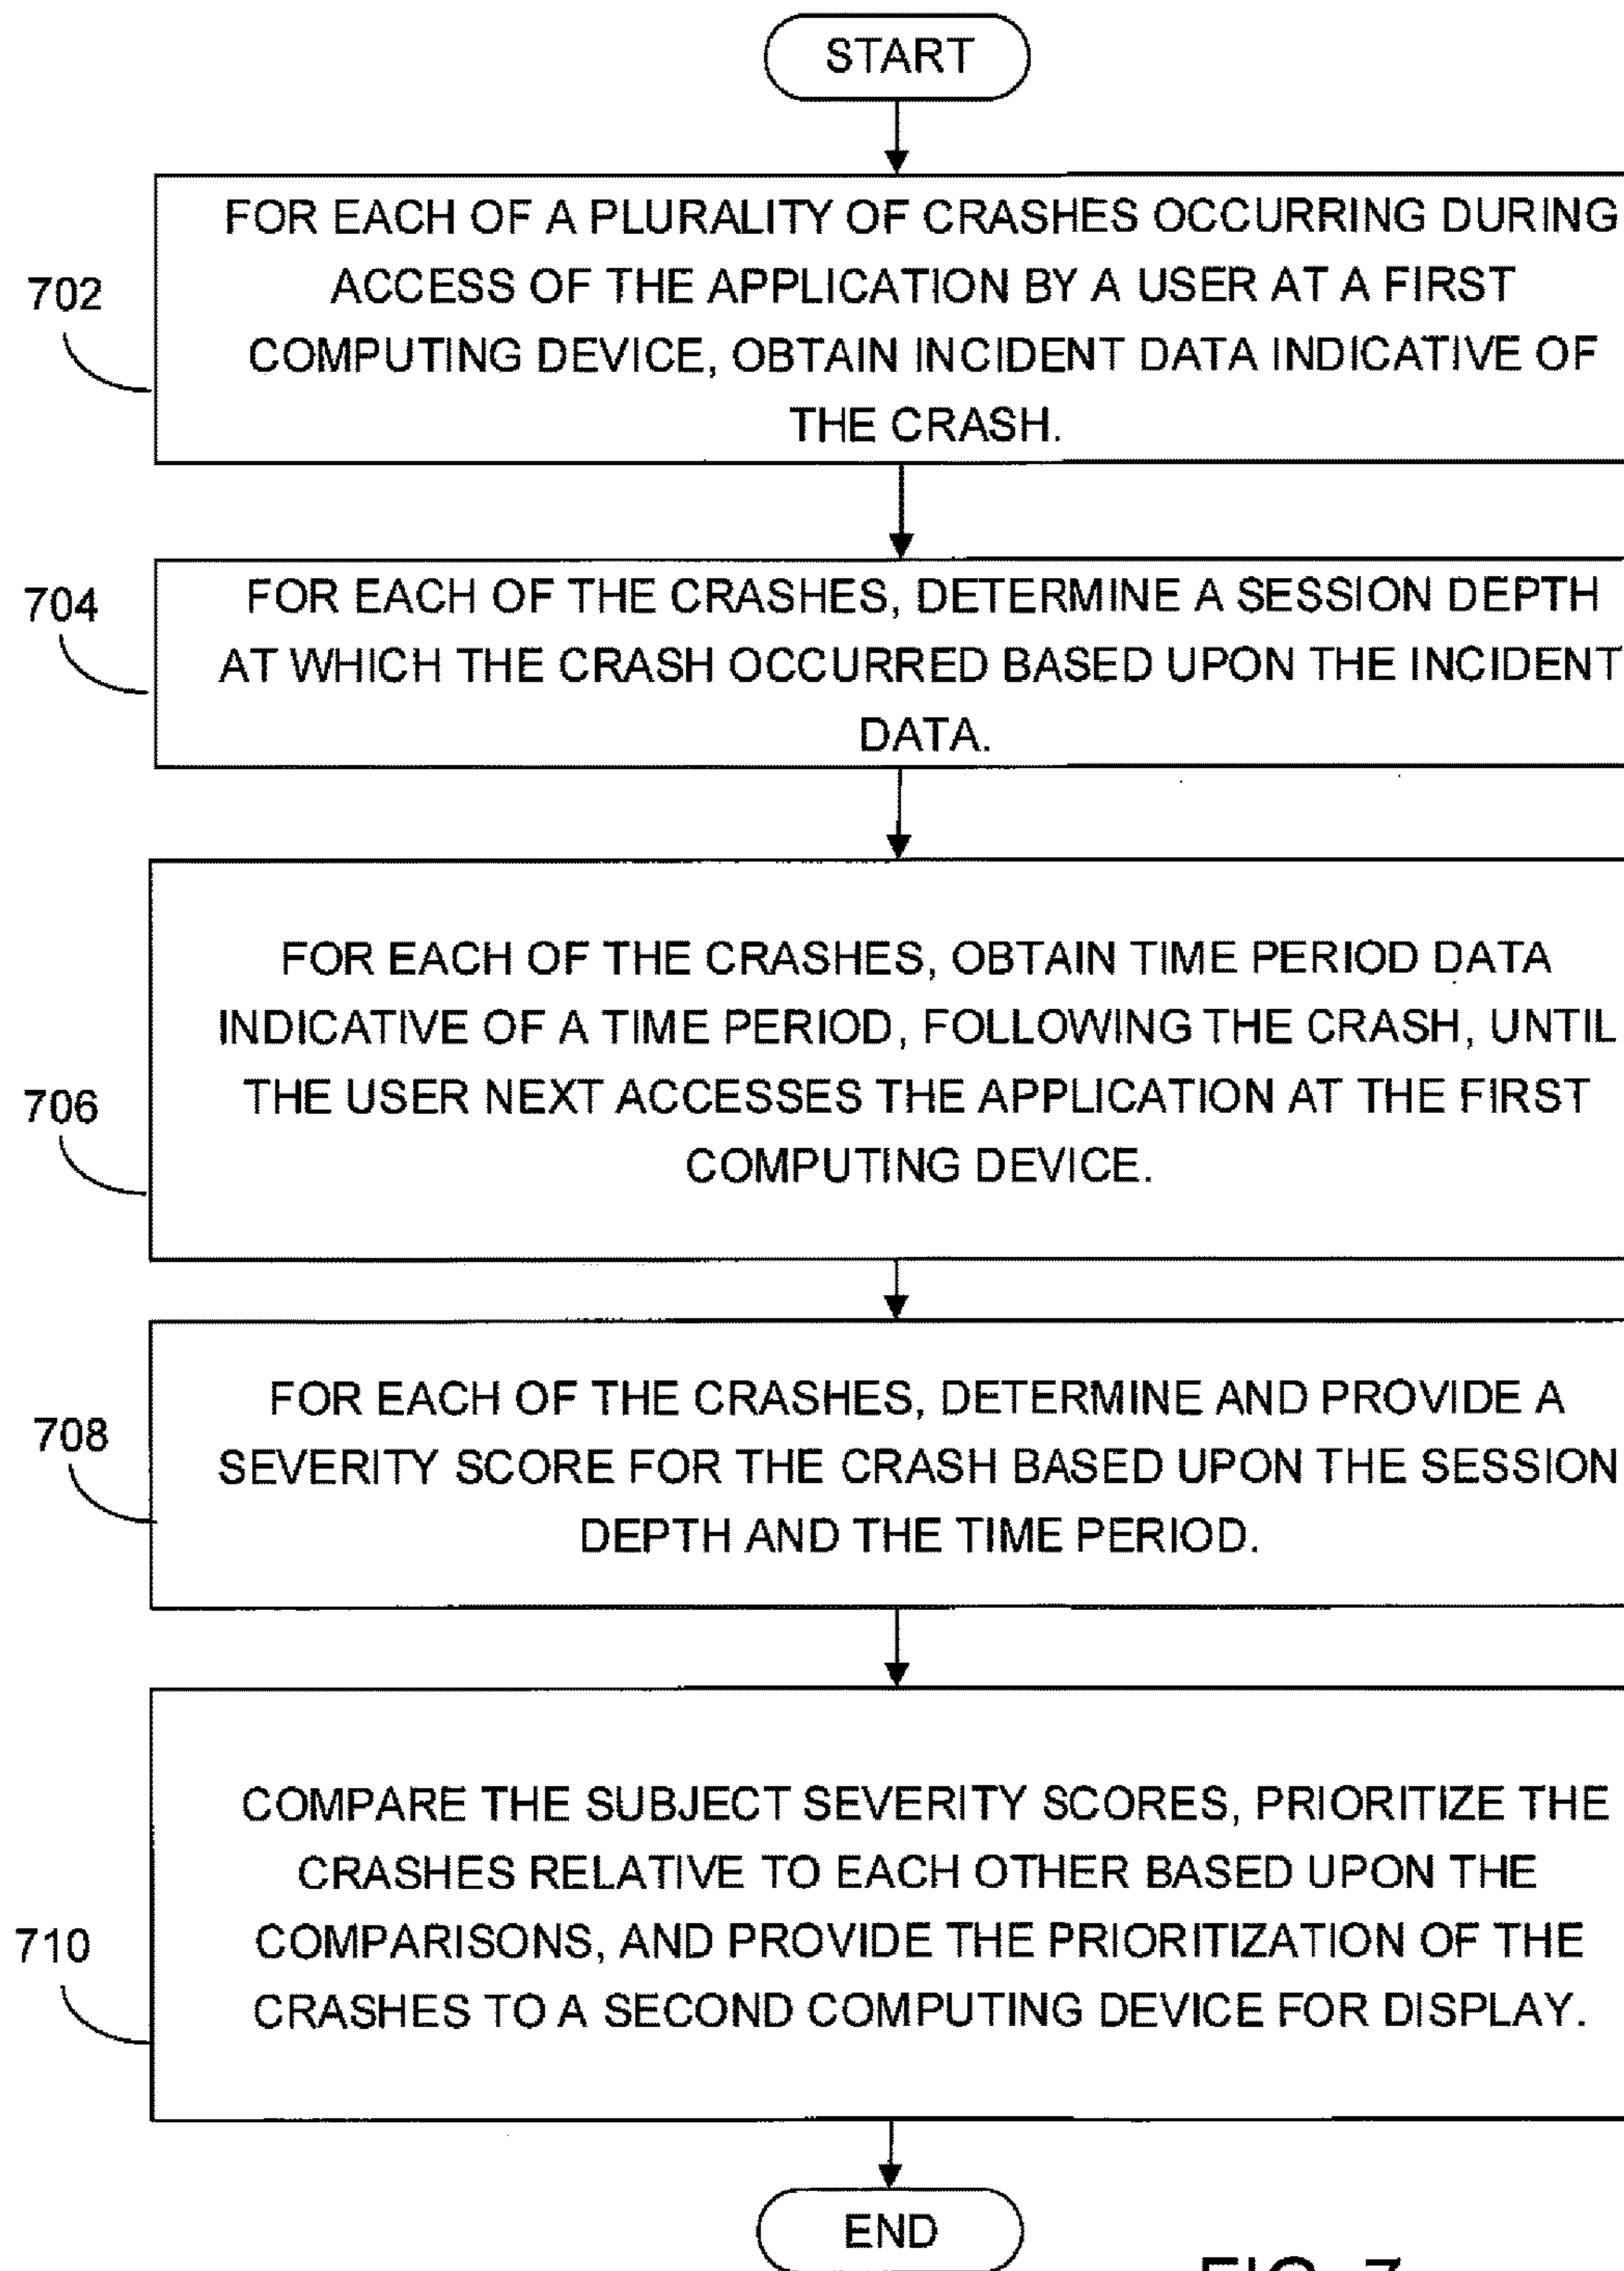 START
FOR EACH OF A PLURALITY OF CRASHES OCCURRING DURING
ACCESS OF THE APPLICATION BY A USER AT A FIRST
COMPUTING DEVICE, OBTAIN INCIDENT DATA INDICATIVE OF
THE CRASH.
702
FOR EACH OF THE CRASHES, DETERMINE A SESSION DEPTH
AT WHICH THE CRASH OCCURRED BASED UPON THE INCIDENT
DATA.
704
FOR EACH OF THE CRASHES, OBTAIN TIME PERIOD DATA
INDICATIVE OF A TIME PERIOD, FOLLOWING THE CRASH, UNTIL
THE USER NEXT ACCESSES THE APPLICATION AT THE FIRST
COMPUTING DEVICE.
706
FOR EACH OF THE CRASHES, DETERMINE AND PROVIDE A
SEVERITY SCORE FOR THE CRASH BASED UPON THE SESSION
DEPTH AND THE TIME PERIOD.
708
COMPARE THE SUBJECT SEVERITY SCORES, PRIORITIZE THE
CRASHES RELATIVE TO EACH OTHER BASED UPON THE
COMPARISONS, AND PROVIDE THE PRIORITIZATION OF THE
CRASHES TO A SECOND COMPUTING DEVICE FOR DISPLAY.
710
END